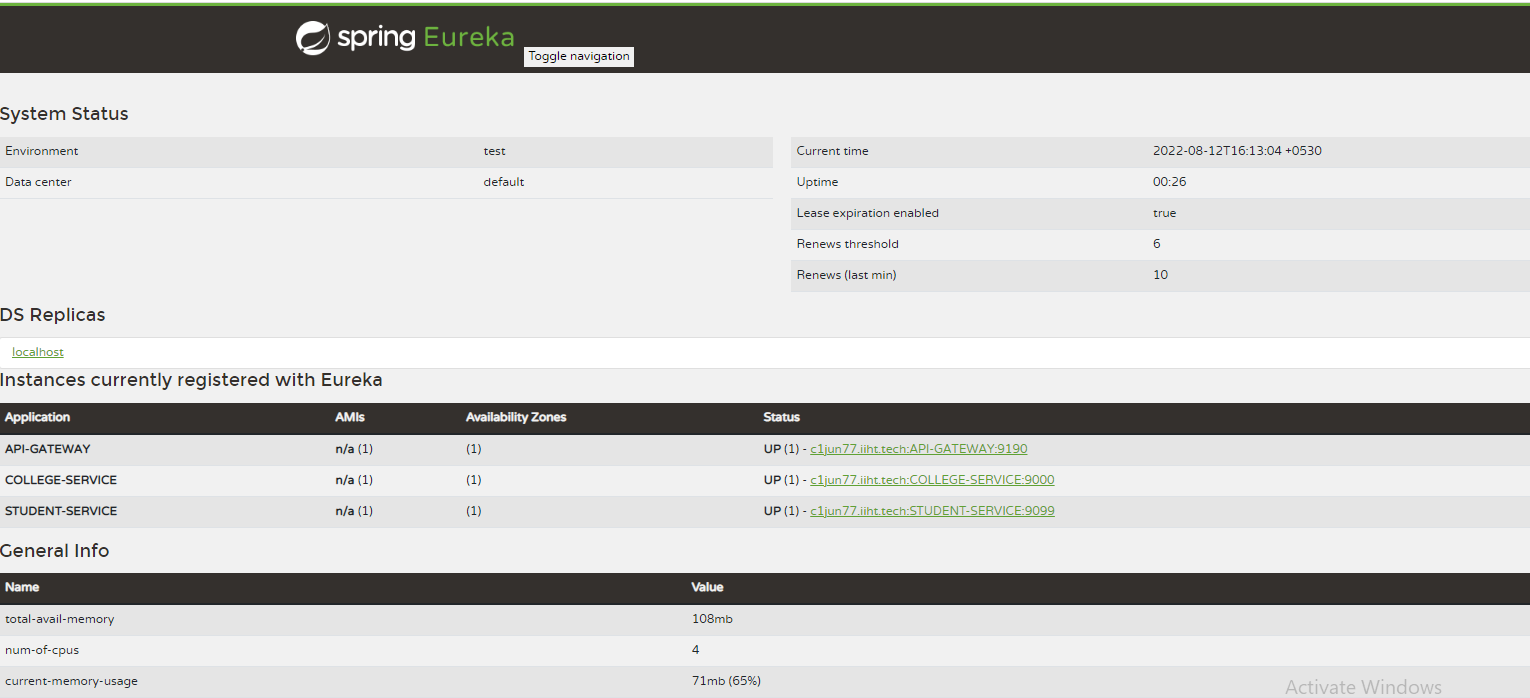 spring Eureka
Toggle navigation
System Status
Environment test
Data center default
Current time 2022-08-12T16:13:04 +0530
Uptime 00:26
Lease expiration enabled true
Renews threshold 6
Renews (last min) 10
DS Replicas
localhost
Instances currently registered with Eureka
Application AMIs Availability Zones Status
API-GATEWAY n/a (1) (1) UP (1) - c1jun77.iiht.tech:API-GATEWAY:9190
COLLEGE-SERVICE n/a (1) (1) UP (1) - c1jun77.iiht.tech:COLLEGE-SERVICE:9000
STUDENT-SERVICE n/a (1) (1) UP (1) - c1jun77.iiht.tech:STUDENT-SERVICE:9099
General Info
Name Value
total-avail-memory 108mb
num-of-cpus 4
current-memory-usage 71mb (65%)
Activate Windows